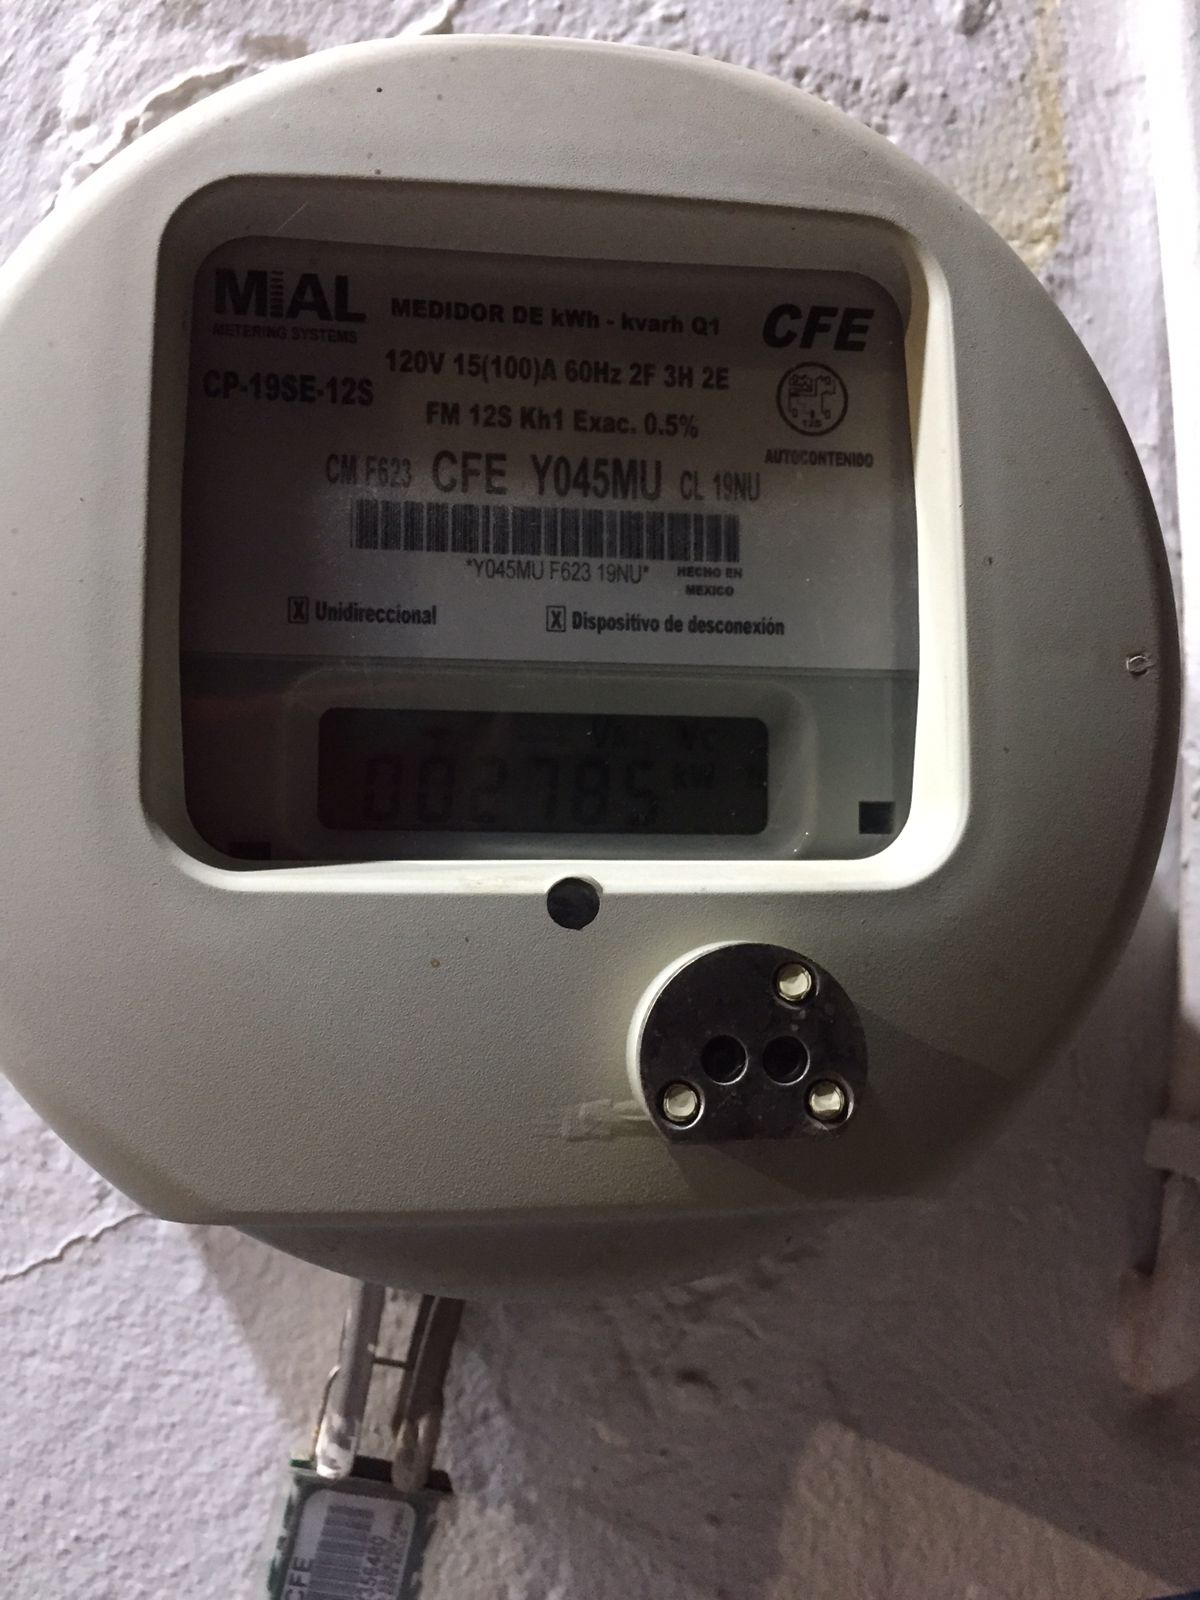 MIAL
METERING SYSTEMS
MEDIDOR DE kWh - kvarh Q1
CFE
CP-19SE-12S
120V 15(100)A 60Hz 2F 3H 2E
FM 12S Kh1 Exac. 0.5%
12S
AUTOCONTENIDO
CM F623 CFE Y045MU CL 19NU
*Y045MU F623 19NU*
HECHO EN
MEXICO
X Unidireccional
X Dispositivo de desconexión
002785
CFE